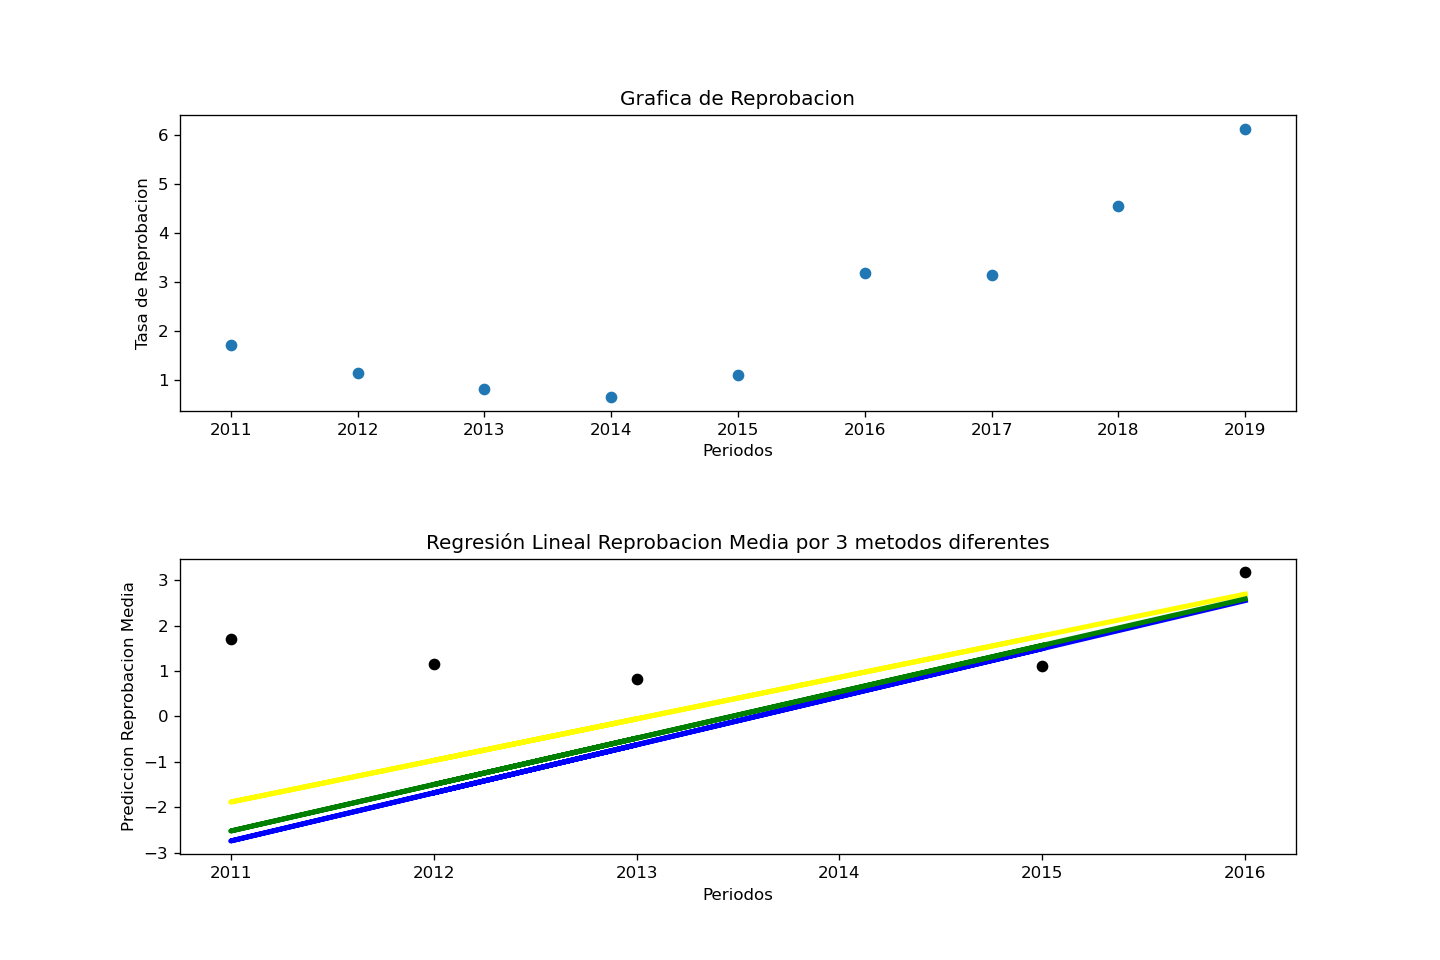 Grafica de Reprobacion
6
5
4
3
2
1
Tasa de Reprobacion
2011 2012 2013 2014 2015 2016 2017 2018 2019
Periodos
Regresión Lineal Reprobacion Media por 3 metodos diferentes
3
2
1
0
−1
−2
−3
Prediccion Reprobacion Media
2011 2012 2013 2014 2015 2016
Periodos